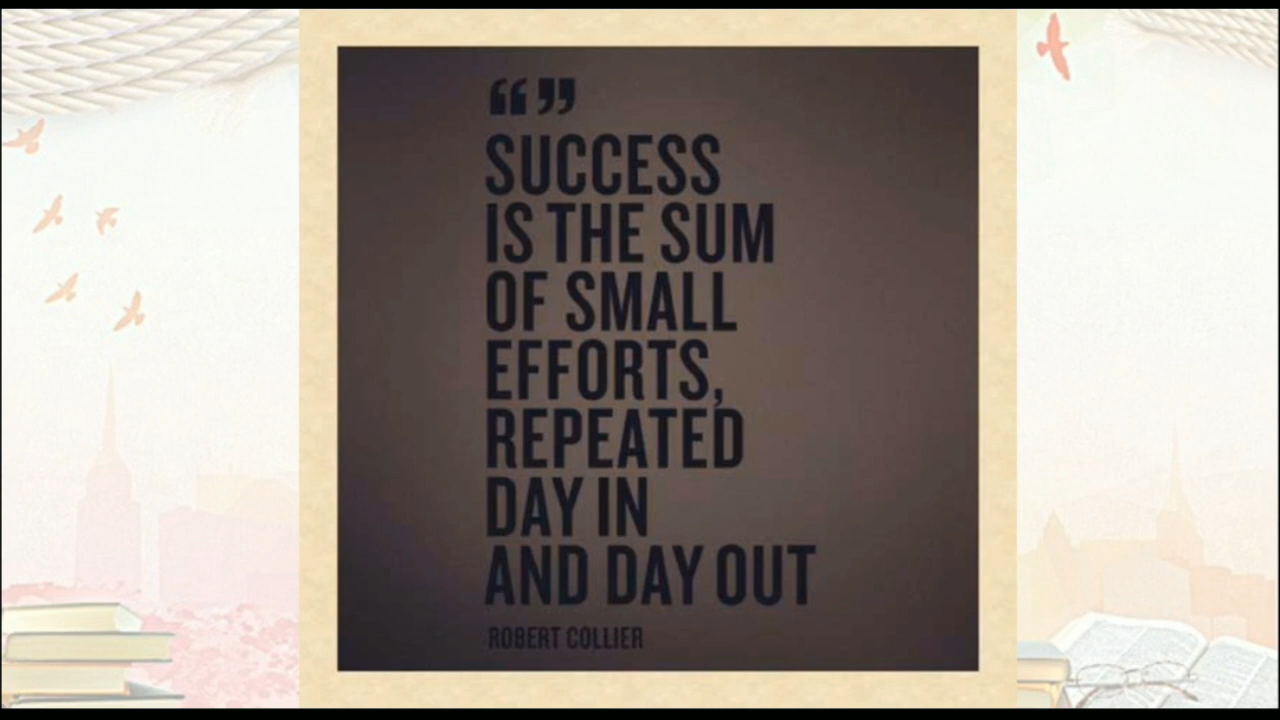 “ ”
SUCCESS
IS THE SUM
OF SMALL
EFFORTS,
REPEATED
DAY IN
AND DAY OUT
ROBERT COLLIER